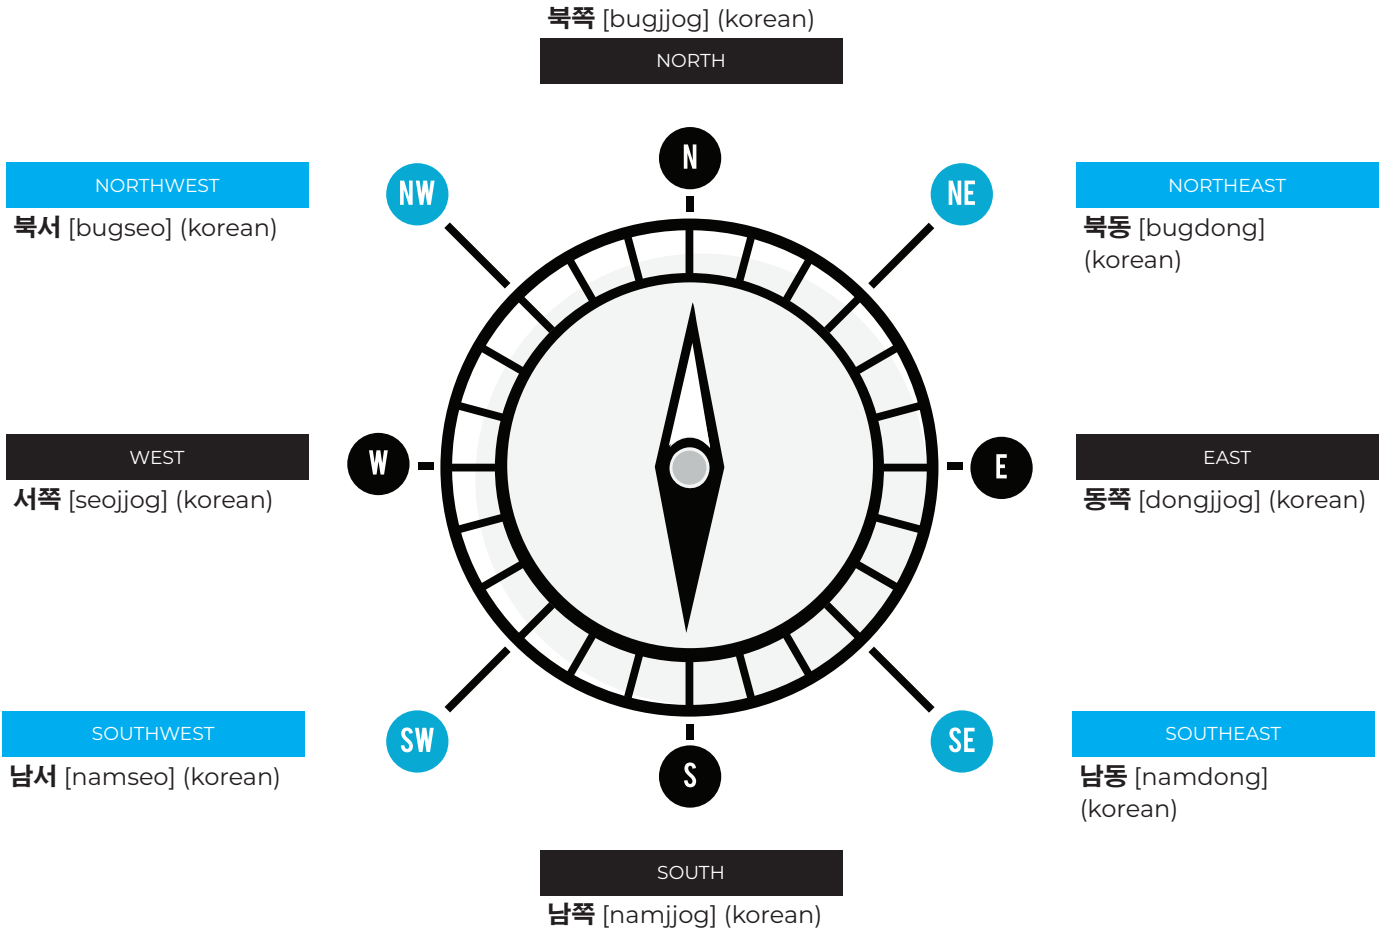 북쪽 [bugjjog] (korean)
NORTH
N
NORTHWEST
북서 [bugseo] (korean)
NW
NE
NORTHEAST
북동 [bugdong]
(korean)
WEST
서쪽 [seojjog] (korean)
W
E
EAST
동쪽 [dongjjog] (korean)
SOUTHWEST
남서 [namseo] (korean)
SW
SE
SOUTHEAST
남동 [namdong]
(korean)
S
SOUTH
남쪽 [namjjog] (korean)